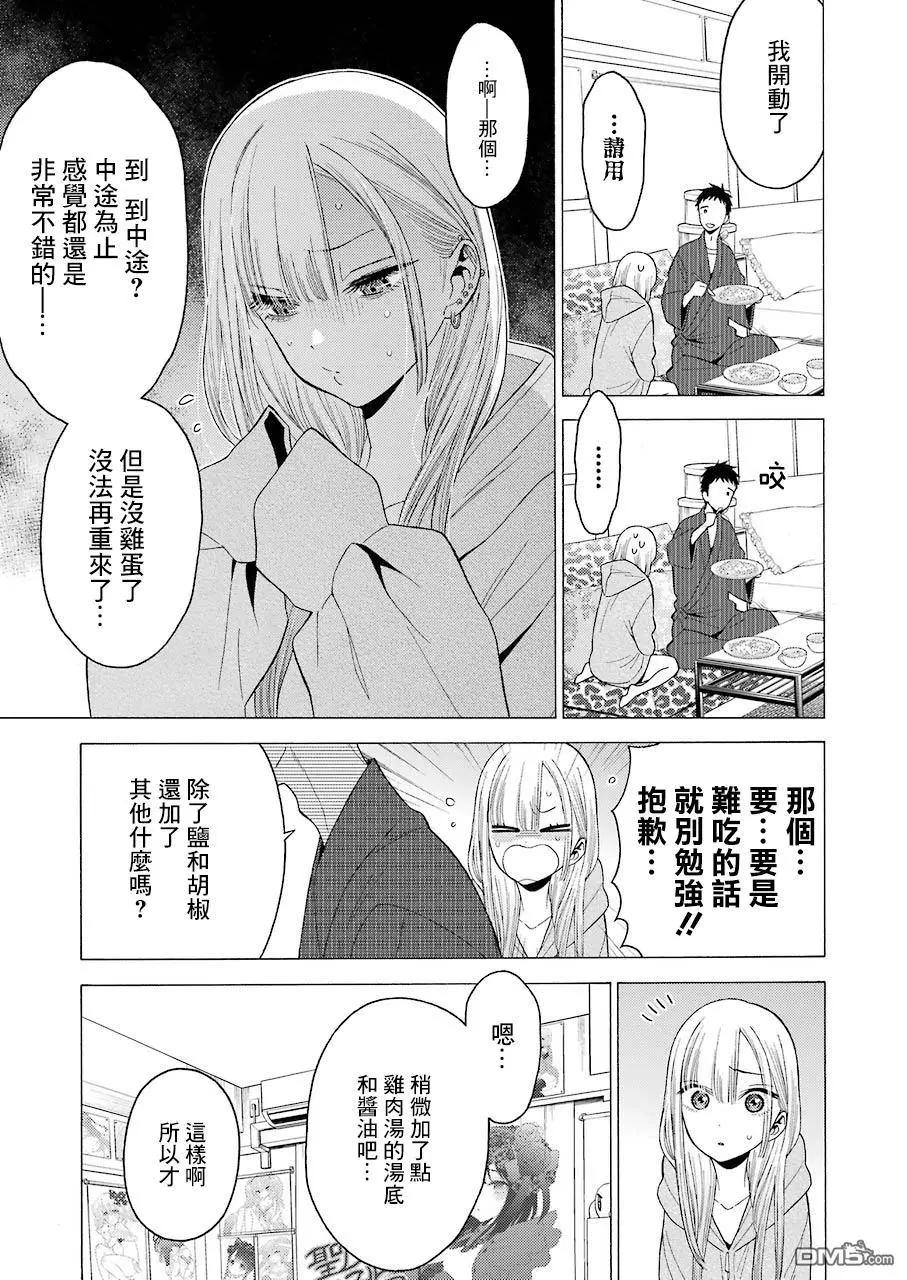 我開動了
…請用
…啊─那個…
到 到中途?
中途為止
感覺都還是
非常不錯的─…
但是沒雞蛋了
沒法再重來了…
……
咬
那個…
要…要是
難吃的話
就別勉強!!
抱歉…
除了鹽和胡椒
還加了
其他什麼嗎?
嗯…
稍微加了點
雞肉湯的湯底
和醬油吧…
這樣啊
所以才
聖
DM5.com